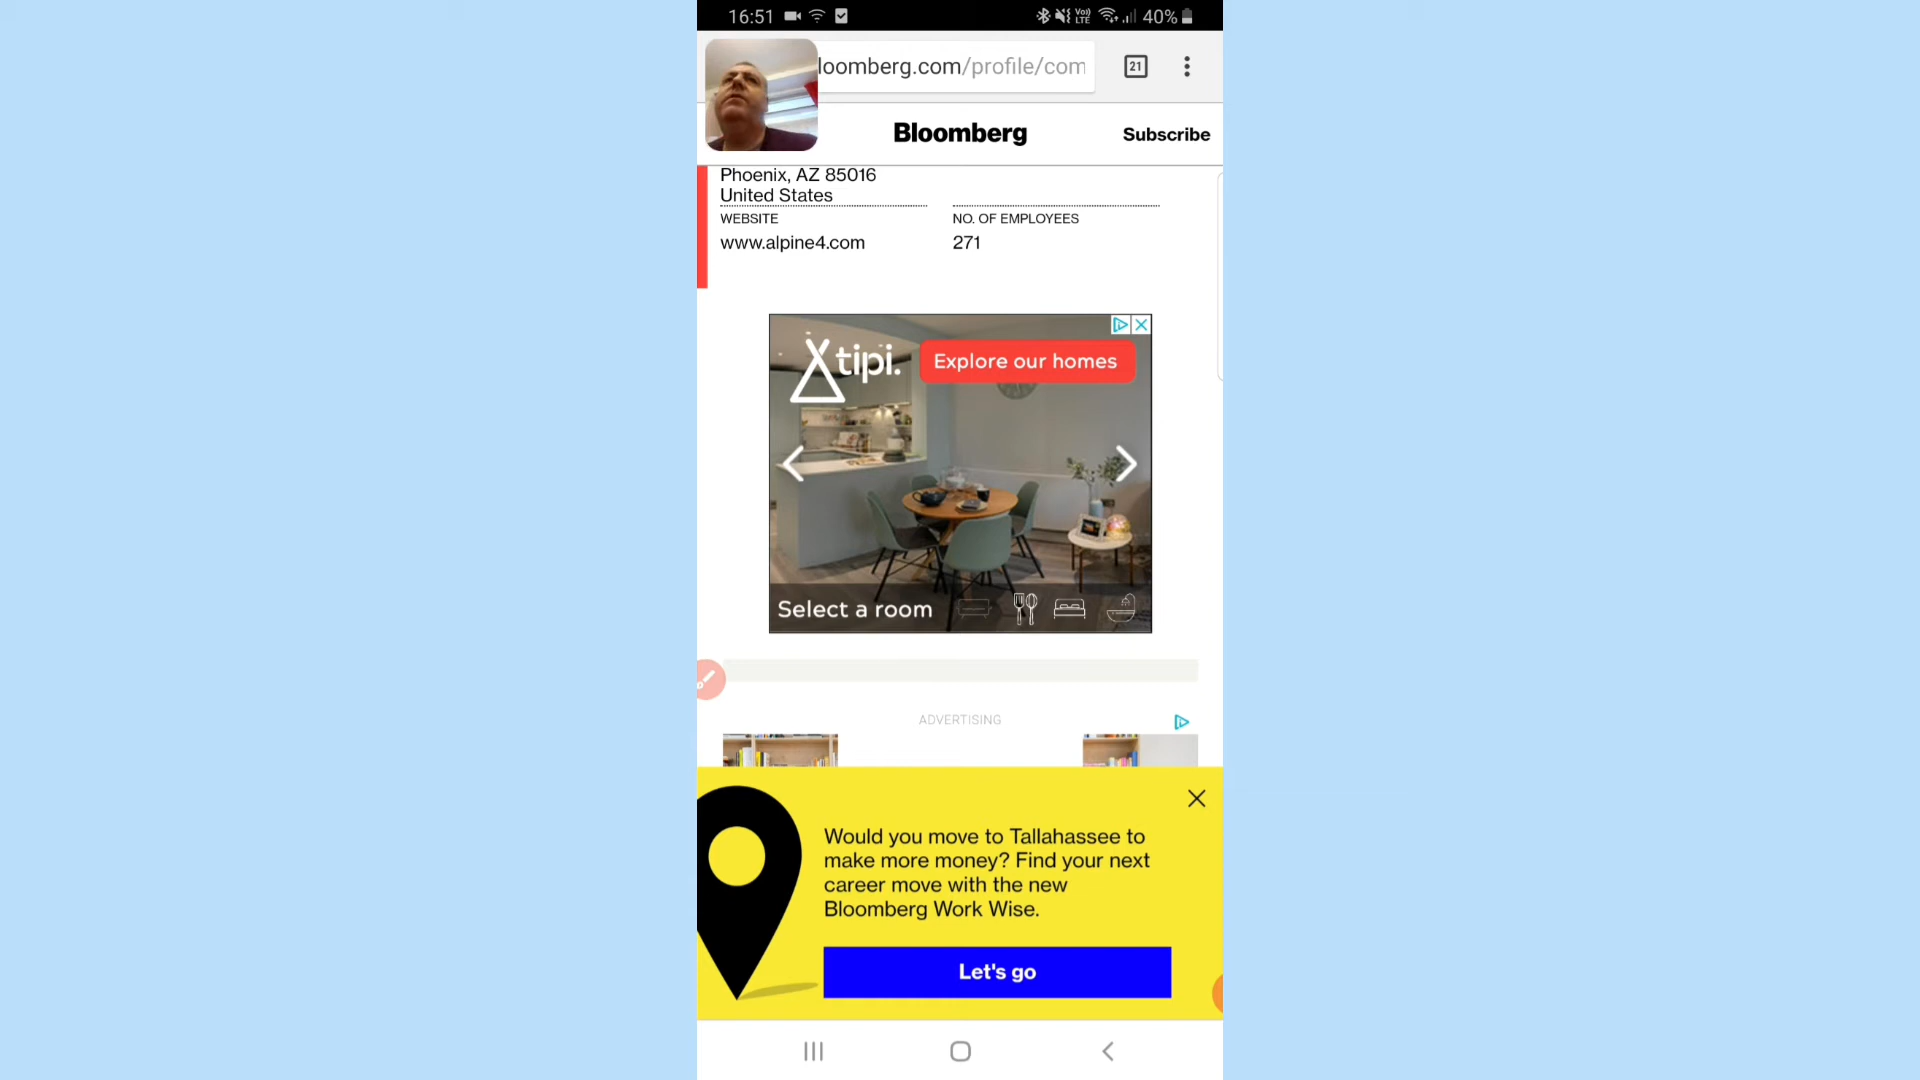 16:51
Vo))
LTE
40%
loomberg.com/profile/com
21
Bloomberg
Subscribe
Phoenix, AZ 85016
United States
WEBSITE
NO. OF EMPLOYEES
www.alpine4.com
271
tipi.
Explore our homes
Select a room
ADVERTISING
Would you move to Tallahassee to
make more money? Find your next
career move with the new
Bloomberg Work Wise.
Let's go